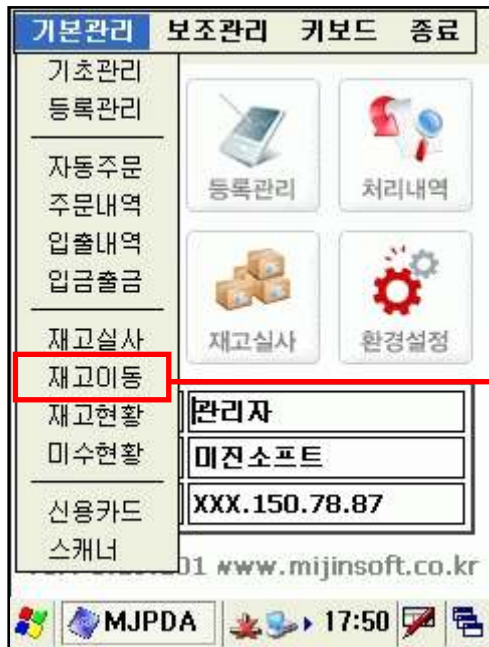 기본관리 보조관리 키보드 종료
기초관리
등록관리
자동주문
주문내역
입출내역
입금출금
재고실사
재고이동
재고현황
미수현황
신용카드
스캐너
등록관리 처리내역
재고실사 환경설정
관리자
미진소프트
XXX.150.78.87
01 www.mijinsoft.co.kr
MJPDA 17:50